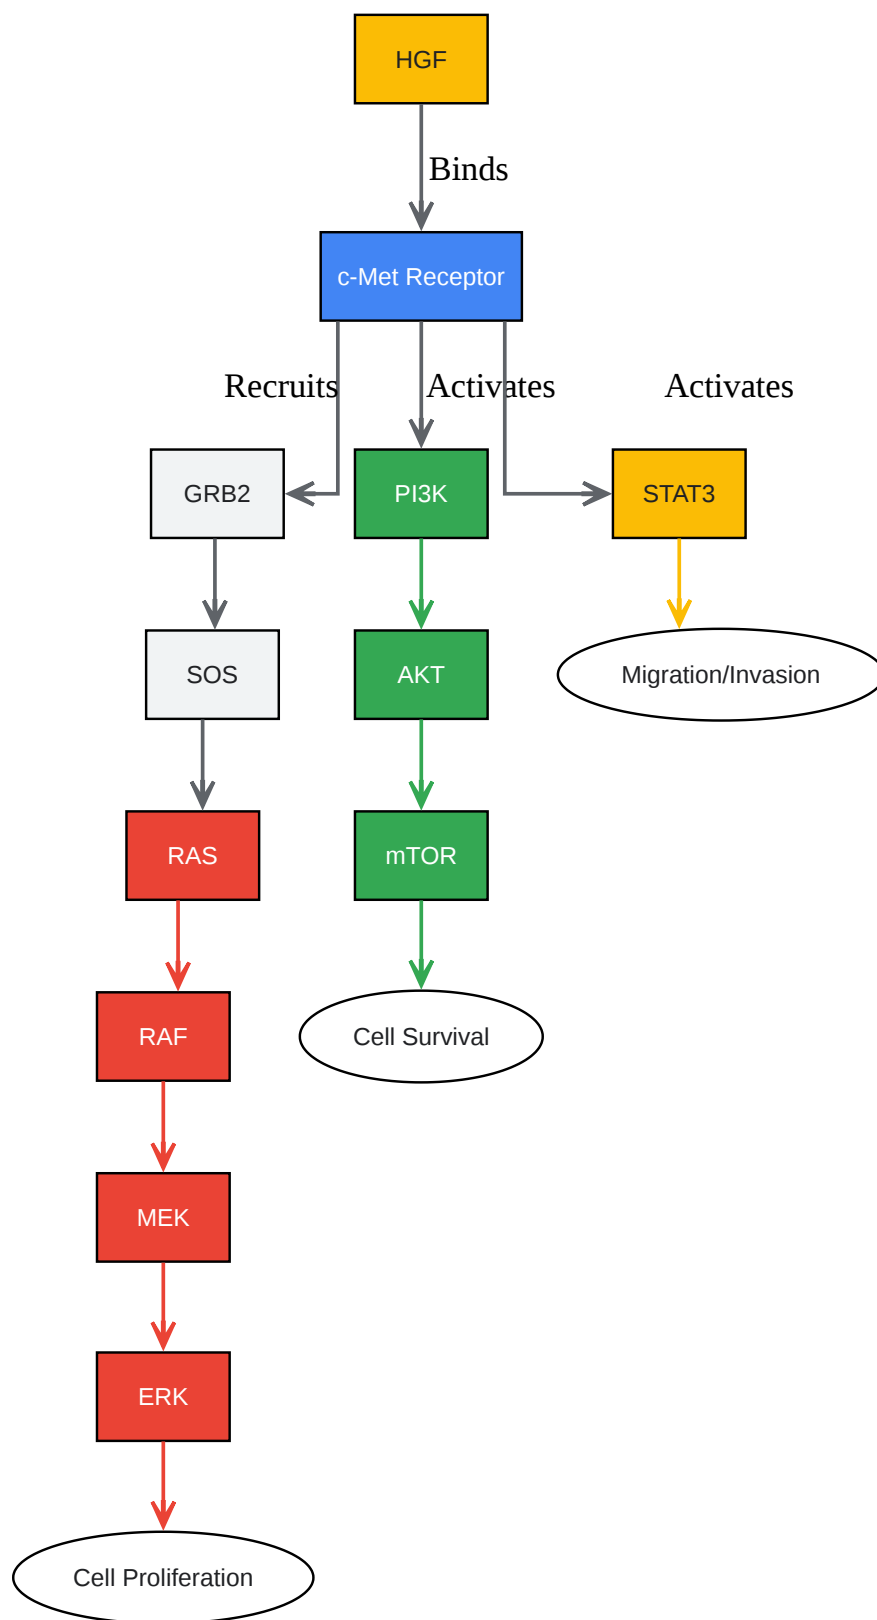 HGF
Binds
c-Met Receptor
Recruits
Activates
Activates
GRB2
PI3K
STAT3
SOS
AKT
Migration/Invasion
RAS
mTOR
RAF
Cell Survival
MEK
ERK
Cell Proliferation